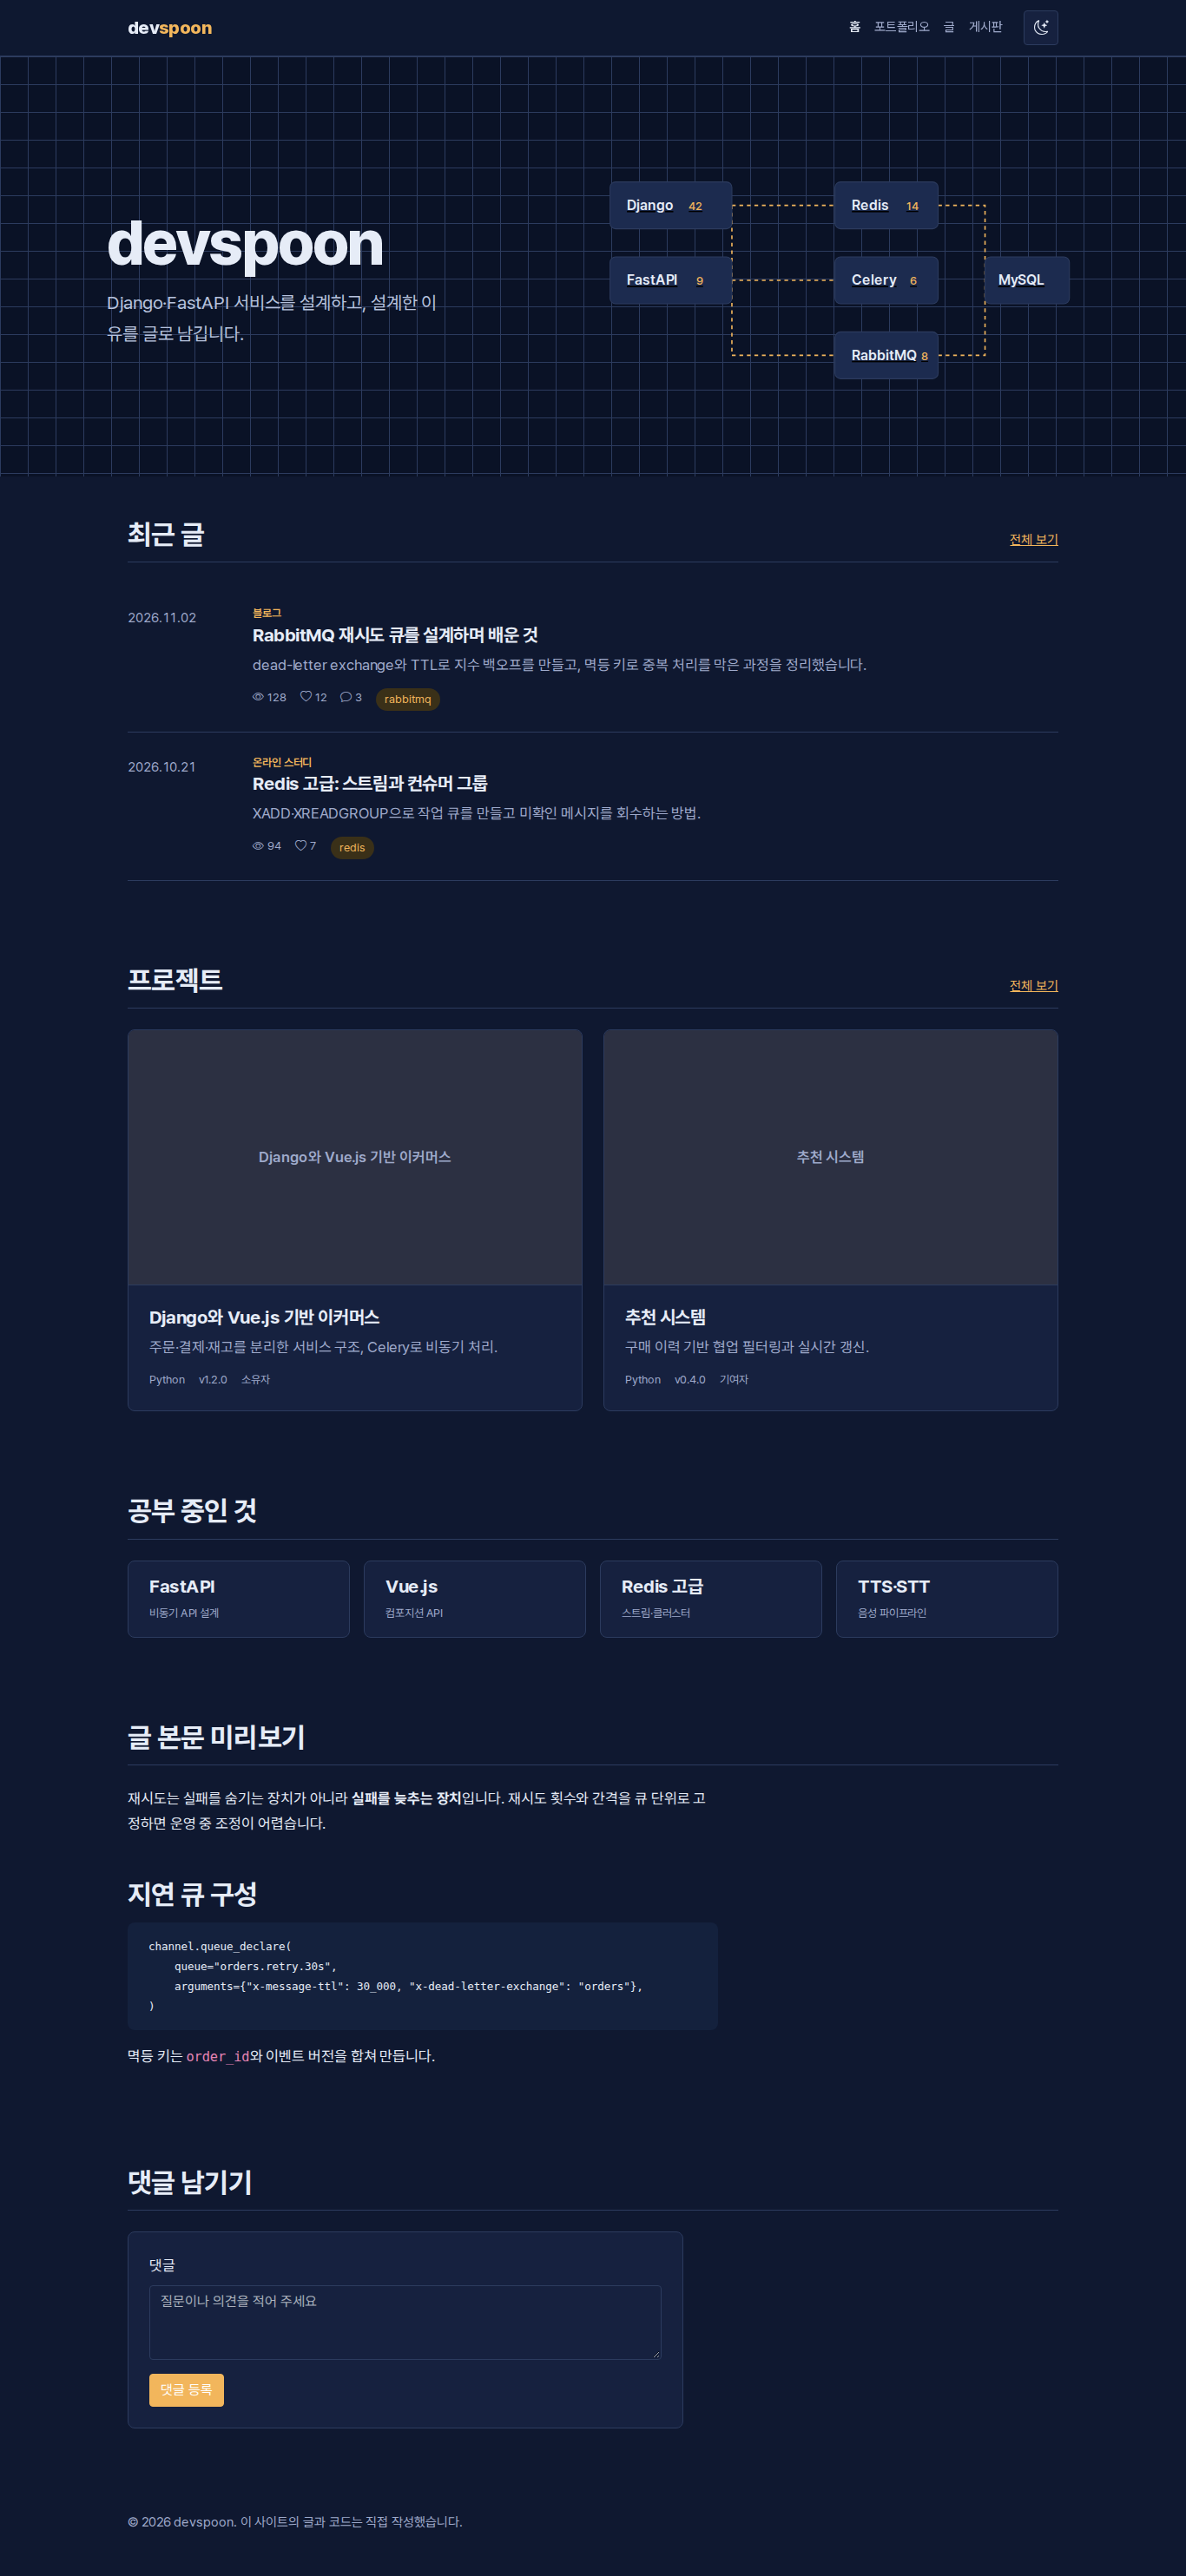 devspoon
홈 포트폴리오 글 게시판
devspoon
Django·FastAPI 서비스를 설계하고, 설계한 이
유를 글로 남깁니다.
Django 42
Redis 14
FastAPI 9
Celery 6
MySQL
RabbitMQ 8
최근 글
전체 보기
2026.11.02
블로그
RabbitMQ 재시도 큐를 설계하며 배운 것
dead-letter exchange와 TTL로 지수 백오프를 만들고, 멱등 키로 중복 처리를 막은 과정을 정리했습니다.
128 12 3 rabbitmq
2026.10.21
온라인 스터디
Redis 고급: 스트림과 컨슈머 그룹
XADD·XREADGROUP으로 작업 큐를 만들고 미확인 메시지를 회수하는 방법.
94 7 redis
프로젝트
전체 보기
Django와 Vue.js 기반 이커머스
Django와 Vue.js 기반 이커머스
주문·결제·재고를 분리한 서비스 구조, Celery로 비동기 처리.
Python v1.2.0 소유자
추천 시스템
추천 시스템
구매 이력 기반 협업 필터링과 실시간 갱신.
Python v0.4.0 기여자
공부 중인 것
FastAPI
비동기 API 설계
Vue.js
컴포지션 API
Redis 고급
스트림·클러스터
TTS·STT
음성 파이프라인
글 본문 미리보기
재시도는 실패를 숨기는 장치가 아니라 실패를 늦추는 장치입니다. 재시도 횟수와 간격을 큐 단위로 고
정하면 운영 중 조정이 어렵습니다.
지연 큐 구성
channel.queue_declare(
    queue="orders.retry.30s",
    arguments={"x-message-ttl": 30_000, "x-dead-letter-exchange": "orders"},
)
멱등 키는 order_id와 이벤트 버전을 합쳐 만듭니다.
댓글 남기기
댓글
질문이나 의견을 적어 주세요
댓글 등록
© 2026 devspoon. 이 사이트의 글과 코드는 직접 작성했습니다.